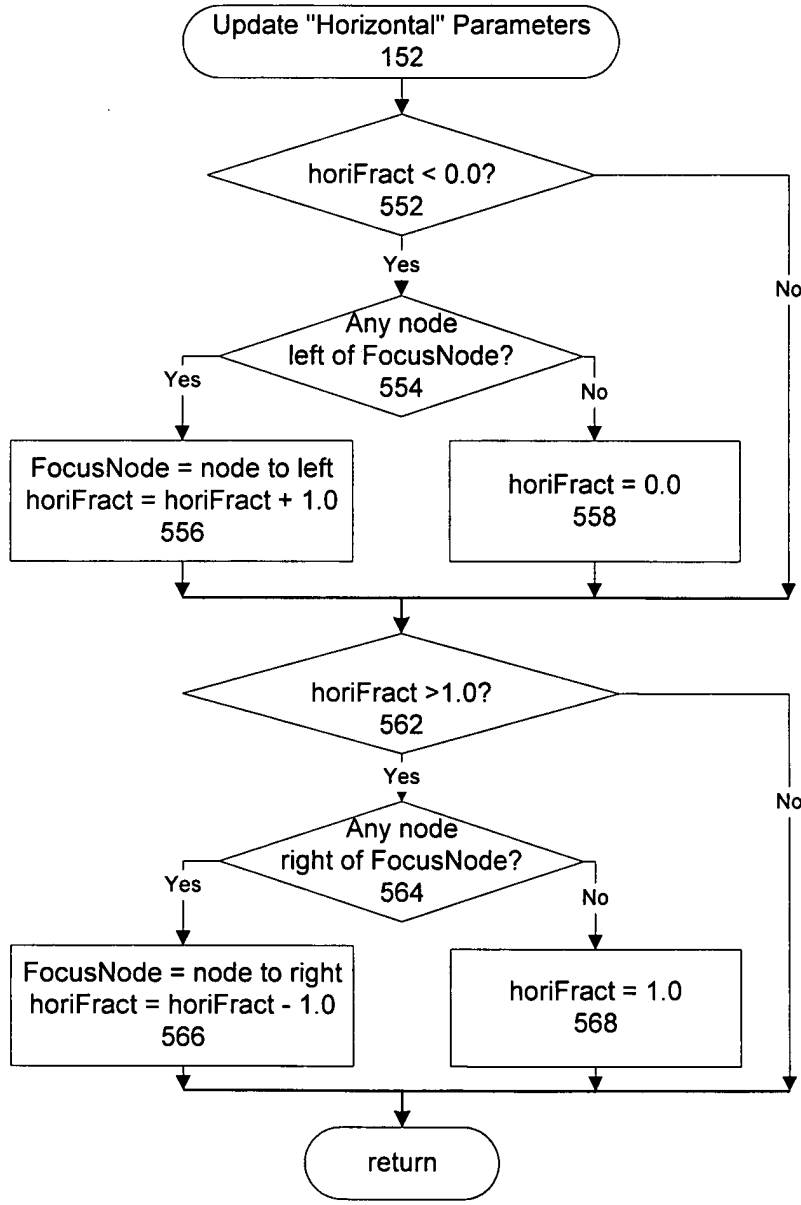 Update "Horizontal" Parameters
152
horiFract < 0.0?
552
Yes
No
Any node
left of FocusNode?
554
Yes
No
FocusNode = node to left
horiFract = horiFract + 1.0
556
horiFract = 0.0
558
horiFract >1.0?
562
Yes
No
Any node
right of FocusNode?
564
Yes
No
FocusNode = node to right
horiFract = horiFract - 1.0
566
horiFract = 1.0
568
return